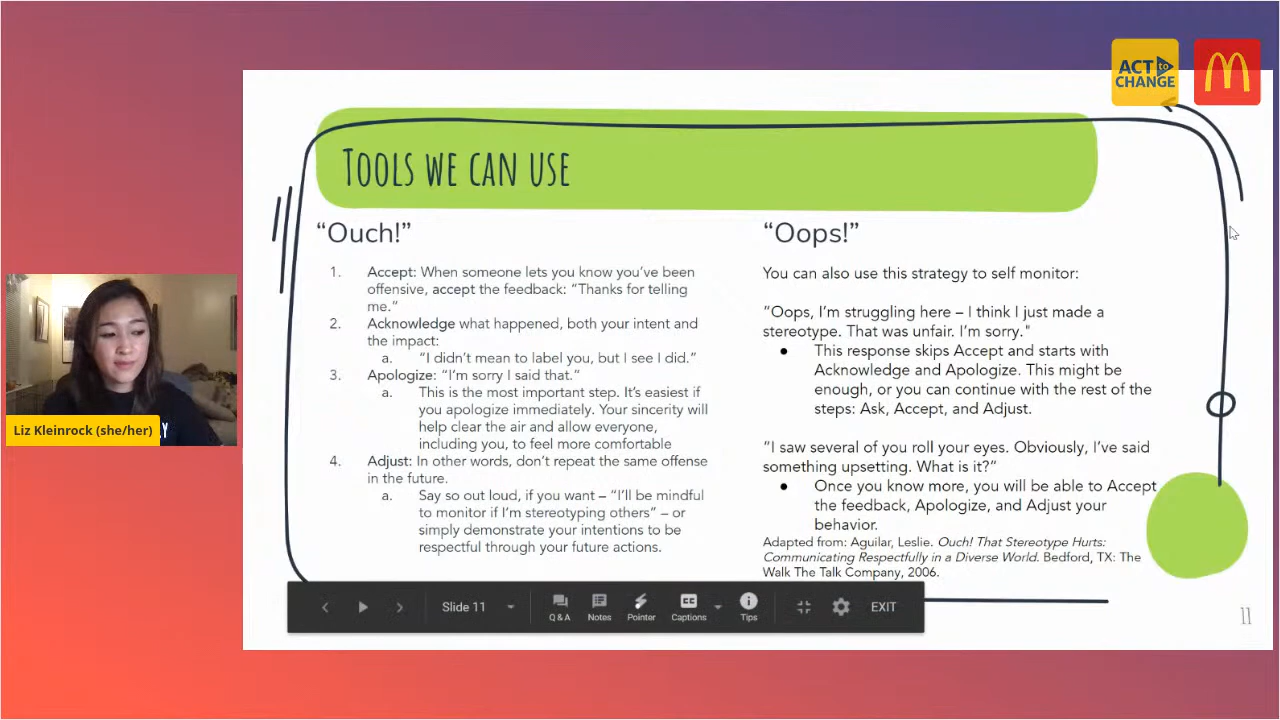 ACT to
CHANGE
TOOLS WE CAN USE
“Ouch!”
1. Accept: When someone lets you know you’ve been
offensive, accept the feedback: “Thanks for telling
me.”
2. Acknowledge what happened, both your intent and
the impact:
a. “I didn’t mean to label you, but I see I did.”
3. Apologize: “I’m sorry I said that.”
a. This is the most important step. It’s easiest if
you apologize immediately. Your sincerity will
help clear the air and allow everyone,
including you, to feel more comfortable
4. Adjust: In other words, don’t repeat the same offense
in the future.
a. Say so out loud, if you want – “I’ll be mindful
to monitor if I’m stereotyping others” – or
simply demonstrate your intentions to be
respectful through your future actions.
“Oops!”
You can also use this strategy to self monitor:
“Oops, I’m struggling here – I think I just made a
stereotype. That was unfair. I’m sorry."
● This response skips Accept and starts with
Acknowledge and Apologize. This might be
enough, or you can continue with the rest of the
steps: Ask, Accept, and Adjust.
“I saw several of you roll your eyes. Obviously, I’ve said
something upsetting. What is it?”
● Once you know more, you will be able to Accept
the feedback, Apologize, and Adjust your
behavior.
Adapted from: Aguilar, Leslie. Ouch! That Stereotype Hurts:
Communicating Respectfully in a Diverse World. Bedford, TX: The
Walk The Talk Company, 2006.
Liz Kleinrock (she/her)
Slide 11
Q & A
Notes
Pointer
Captions
Tips
EXIT
11